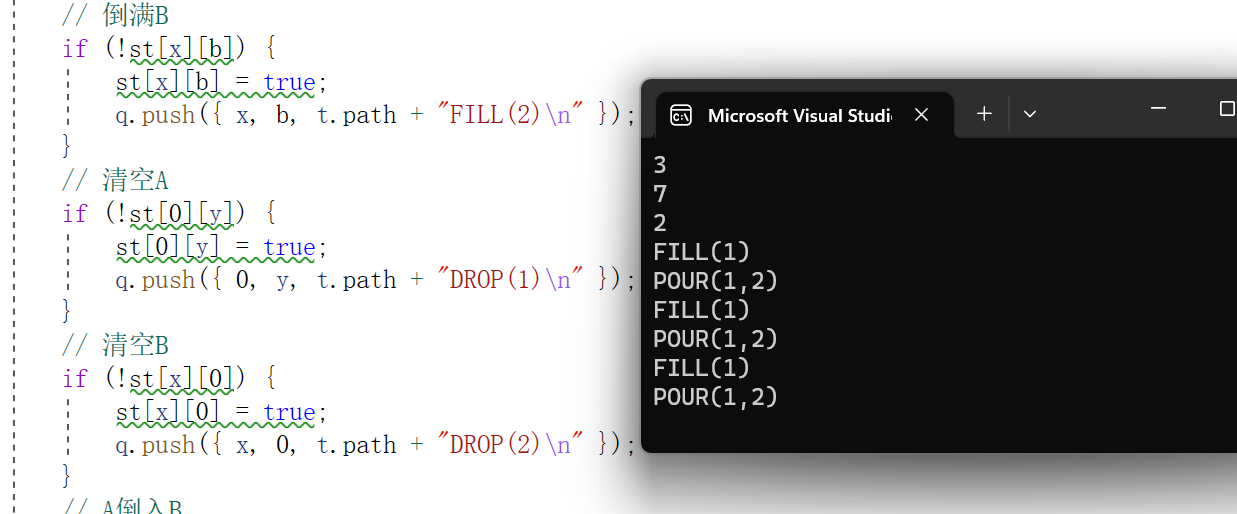 // 倒满B
if (!st[x][b]) {
st[x][b] = true;
q.push({ x, b, t.path + "FILL(2)\n" });
}
// 清空A
if (!st[0][y]) {
st[0][y] = true;
q.push({ 0, y, t.path + "DROP(1)\n" });
}
// 清空B
if (!st[x][0]) {
st[x][0] = true;
q.push({ x, 0, t.path + "DROP(2)\n" });
}
// A倒入B
Microsoft Visual Studi
3
7
2
FILL(1)
POUR(1,2)
FILL(1)
POUR(1,2)
FILL(1)
POUR(1,2)